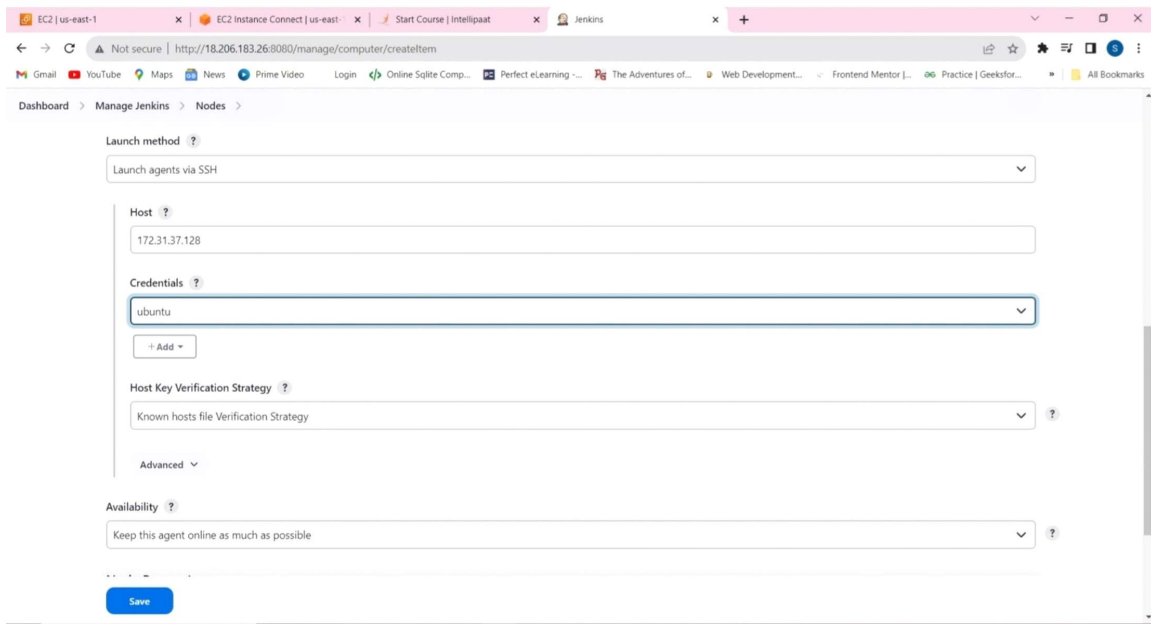 EC2 | us-east-1
EC2 Instance Connect | us-east-
Start Course | Intellipaat
Jenkins
Not secure | http://18.206.183.26:8080/manage/computer/createItem
S
Gmail YouTube Maps News Prime Video Login Online Sqlite Comp... Perfect eLearning -... The Adventures of... Web Development... Frontend Mentor |... Practice | Geeksfor... » All Bookmarks
Dashboard > Manage Jenkins > Nodes >
Launch method ?
Launch agents via SSH
Host ?
172.31.37.128
Credentials ?
ubuntu
+ Add
Host Key Verification Strategy ?
Known hosts file Verification Strategy
?
Advanced
Availability ?
Keep this agent online as much as possible
?
Save